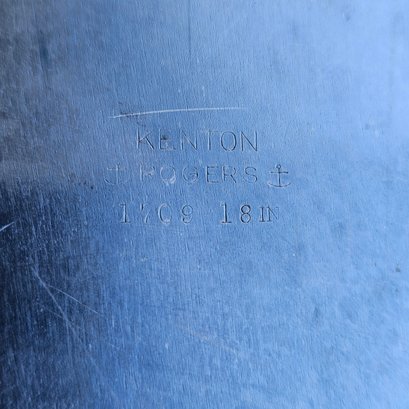 KENTON
⚓ ROGERS ⚓
1709 18IN